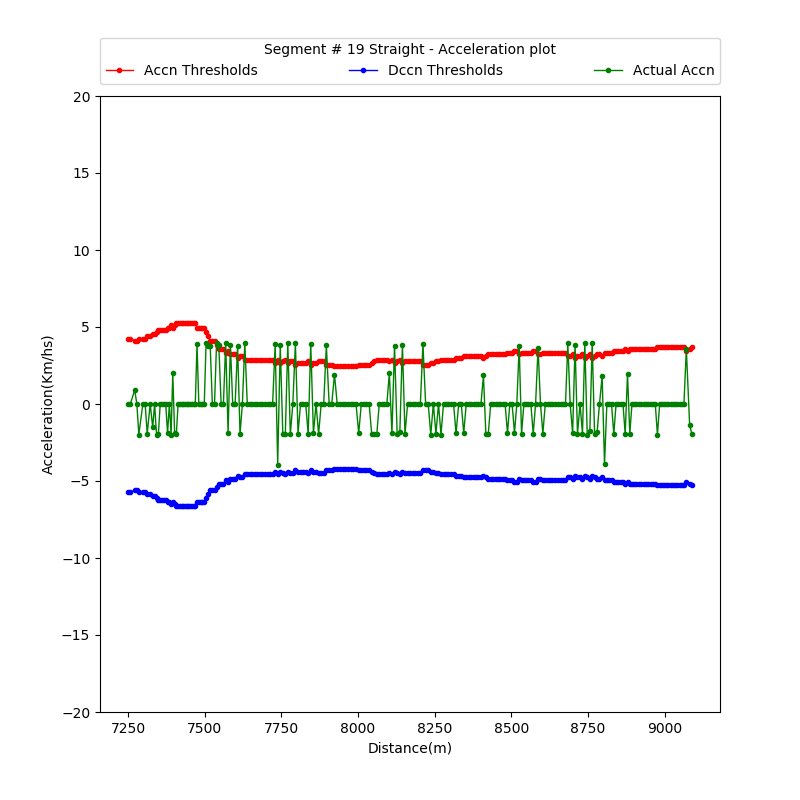 Segment # 19 Straight - Acceleration plot
Accn Thresholds Dccn Thresholds Actual Accn
20
15
10
5
0
−5
−10
−15
−20
Acceleration(Km/hs)
7250 7500 7750 8000 8250 8500 8750 9000
Distance(m)